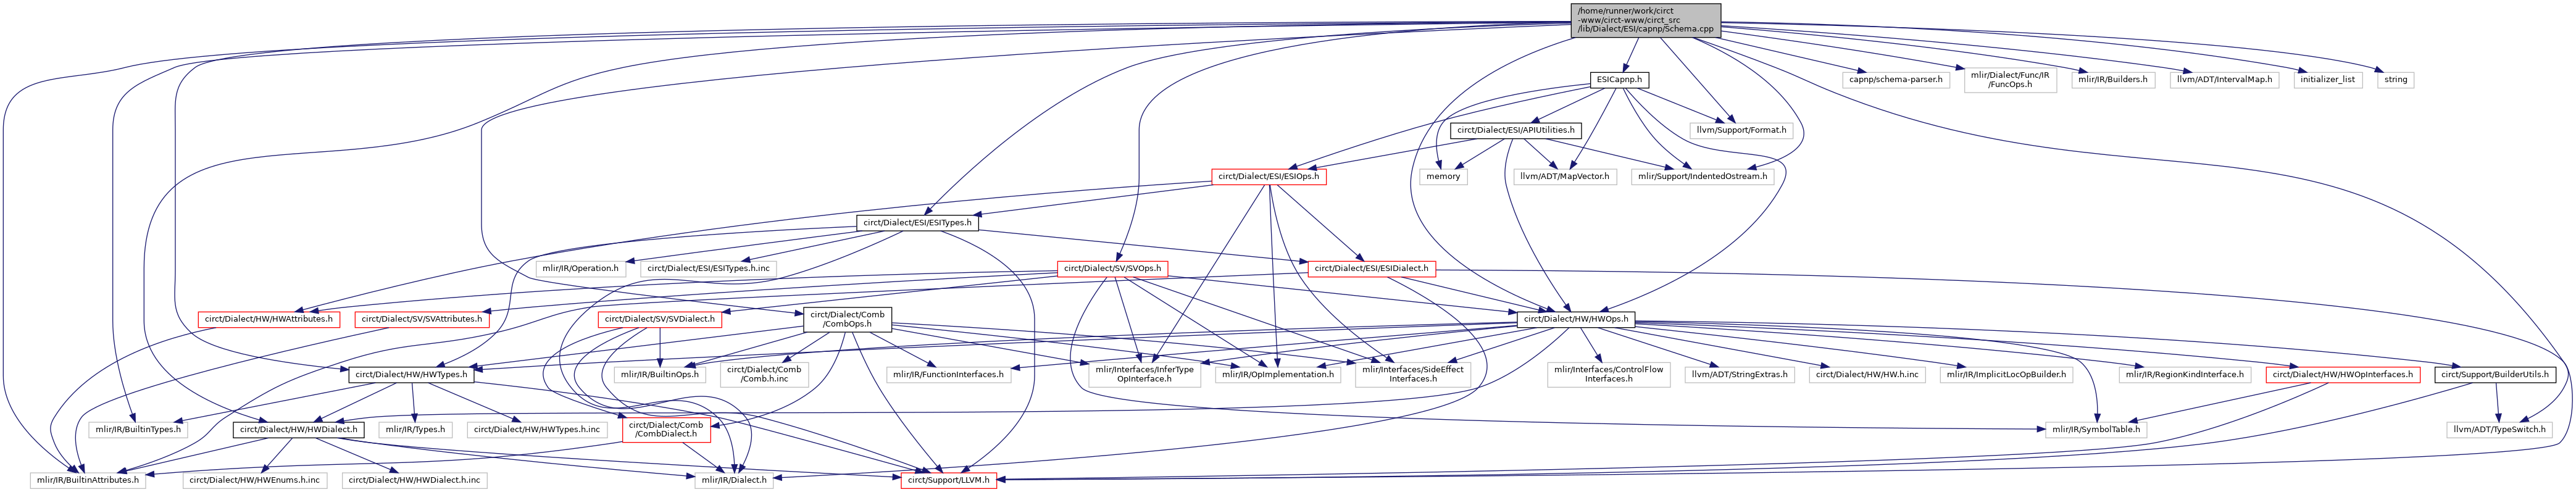 /home/runner/work/circt
-www/circt-www/circt_src
/lib/Dialect/ESI/capnp/Schema.cpp
ESICapnp.h
capnp/schema-parser.h
mlir/Dialect/Func/IR
/FuncOps.h
mlir/IR/Builders.h
llvm/ADT/IntervalMap.h
initializer_list
string
circt/Dialect/ESI/APIUtilities.h
llvm/Support/Format.h
circt/Dialect/ESI/ESIOps.h
memory
llvm/ADT/MapVector.h
mlir/Support/IndentedOstream.h
circt/Dialect/ESI/ESITypes.h
mlir/IR/Operation.h
circt/Dialect/ESI/ESITypes.h.inc
circt/Dialect/SV/SVOps.h
circt/Dialect/ESI/ESIDialect.h
circt/Dialect/HW/HWAttributes.h
circt/Dialect/SV/SVAttributes.h
circt/Dialect/SV/SVDialect.h
circt/Dialect/Comb
/CombOps.h
circt/Dialect/HW/HWOps.h
circt/Dialect/HW/HWTypes.h
mlir/IR/BuiltinOps.h
circt/Dialect/Comb
/Comb.h.inc
mlir/IR/FunctionInterfaces.h
mlir/Interfaces/InferType
OpInterface.h
mlir/IR/OpImplementation.h
mlir/Interfaces/SideEffect
Interfaces.h
mlir/Interfaces/ControlFlow
Interfaces.h
llvm/ADT/StringExtras.h
circt/Dialect/HW/HW.h.inc
mlir/IR/ImplicitLocOpBuilder.h
mlir/IR/RegionKindInterface.h
circt/Dialect/HW/HWOpInterfaces.h
circt/Support/BuilderUtils.h
mlir/IR/BuiltinTypes.h
circt/Dialect/HW/HWDialect.h
mlir/IR/Types.h
circt/Dialect/HW/HWTypes.h.inc
circt/Dialect/Comb
/CombDialect.h
mlir/IR/SymbolTable.h
llvm/ADT/TypeSwitch.h
mlir/IR/BuiltinAttributes.h
circt/Dialect/HW/HWEnums.h.inc
circt/Dialect/HW/HWDialect.h.inc
mlir/IR/Dialect.h
circt/Support/LLVM.h